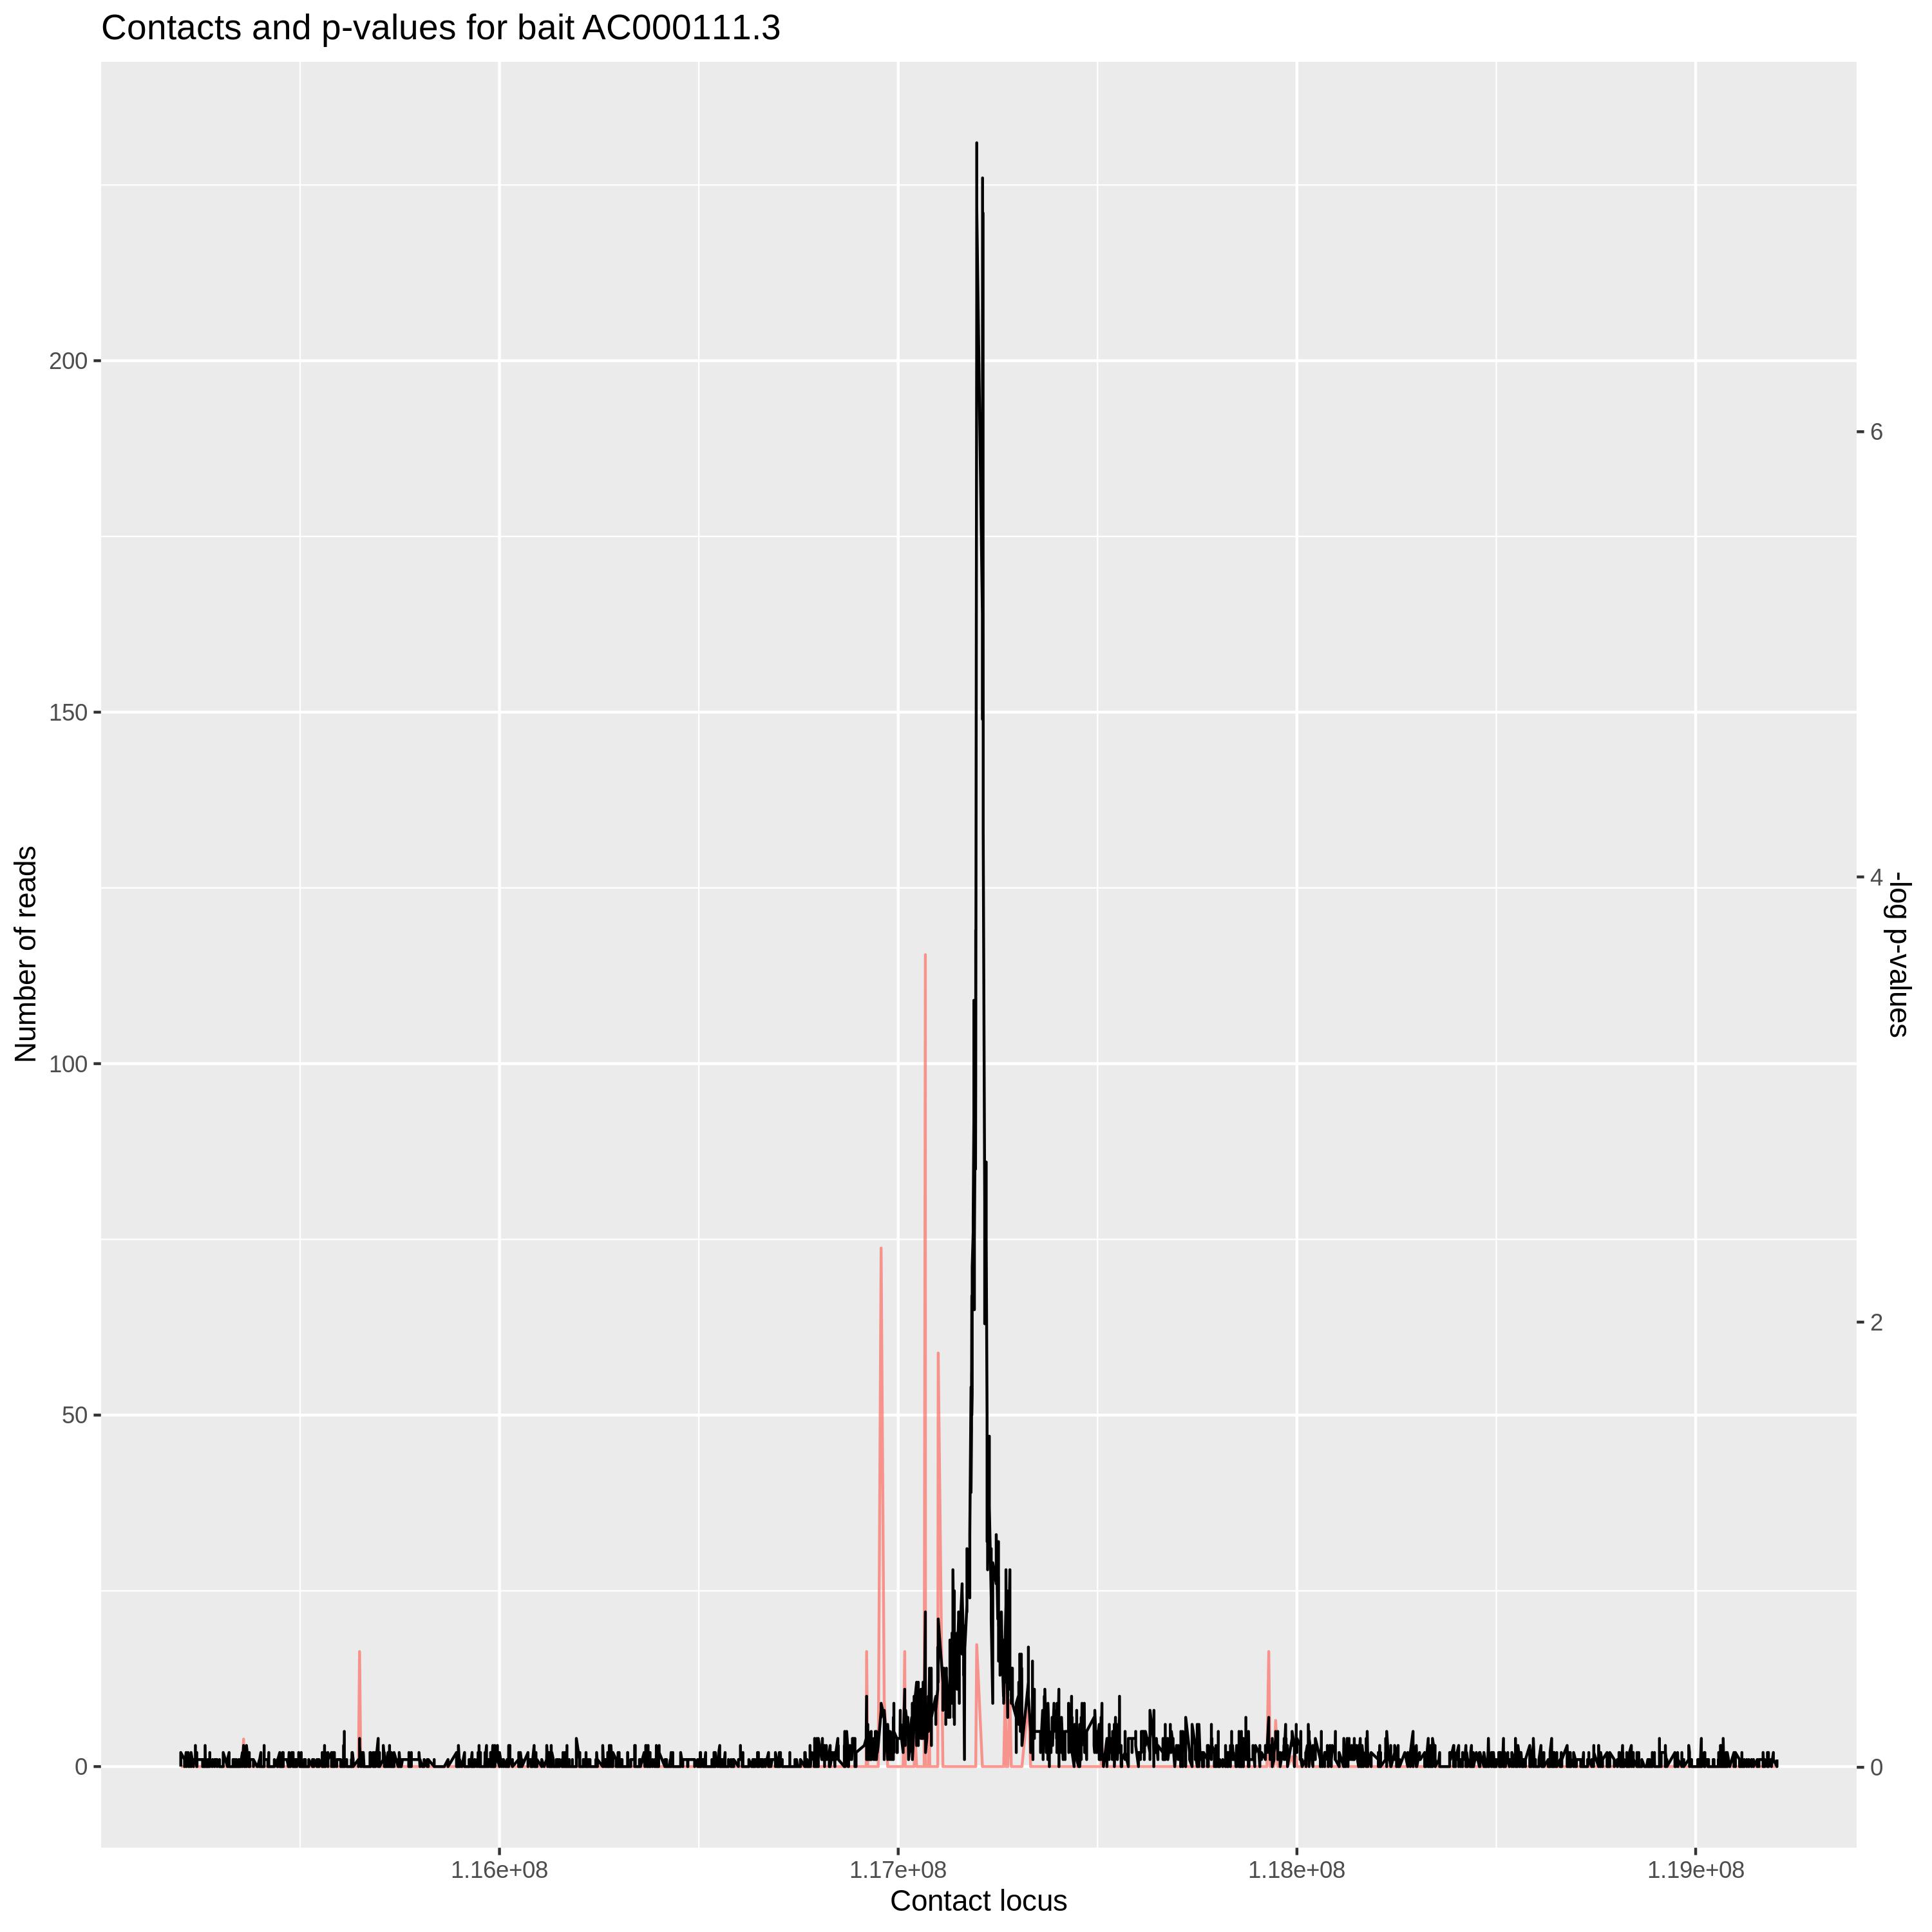 Contacts and p-values for bait AC000111.3
200
150
100
50
0
6
4
2
0
Number of reads
-log p-values
1.16e+08
1.17e+08
1.18e+08
1.19e+08
Contact locus